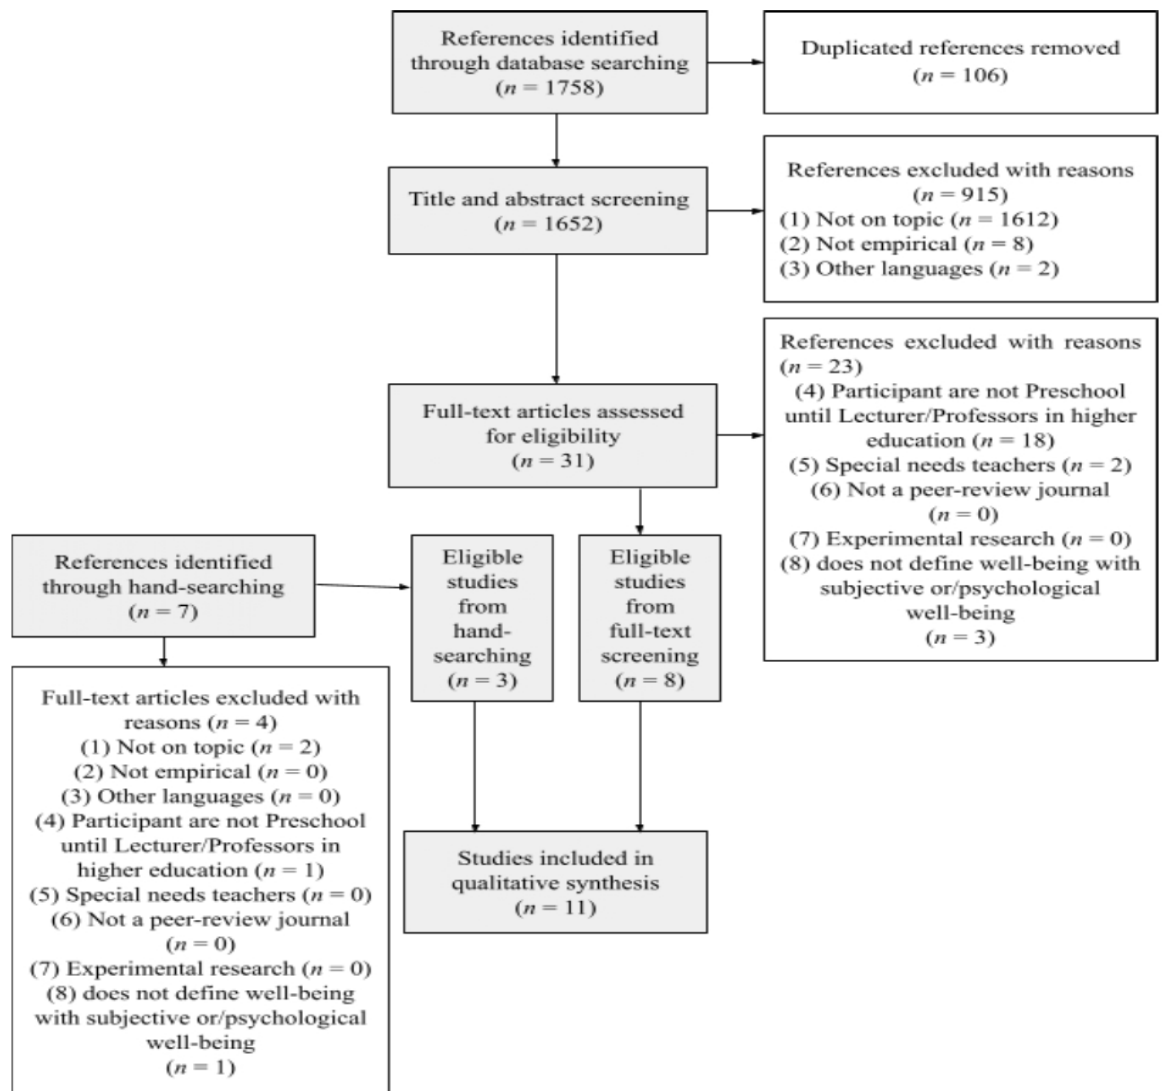 References identified
through database searching
(n = 1758)
Duplicated references removed
(n = 106)
Title and abstract screening
(n = 1652)
References excluded with reasons
(n = 915)
(1) Not on topic (n = 1612)
(2) Not empirical (n = 8)
(3) Other languages (n = 2)
Full-text articles assessed
for eligibility
(n = 31)
References excluded with reasons
(n = 23)
(4) Participant are not Preschool
until Lecturer/Professors in higher
education (n = 18)
(5) Special needs teachers (n = 2)
(6) Not a peer-review journal
(n = 0)
(7) Experimental research (n = 0)
(8) does not define well-being with
subjective or/psychological
well-being
(n = 3)
References identified
through hand-searching
(n = 7)
Eligible
studies
from
hand-
searching
(n = 3)
Eligible
studies
from
full-text
screening
(n = 8)
Full-text articles excluded with
reasons (n = 4)
(1) Not on topic (n = 2)
(2) Not empirical (n = 0)
(3) Other languages (n = 0)
(4) Participant are not Preschool
until Lecturer/Professors in
higher education (n = 1)
(5) Special needs teachers (n = 0)
(6) Not a peer-review journal
(n = 0)
(7) Experimental research (n = 0)
(8) does not define well-being
with subjective or/psychological
well-being
(n = 1)
Studies included in
qualitative synthesis
(n = 11)